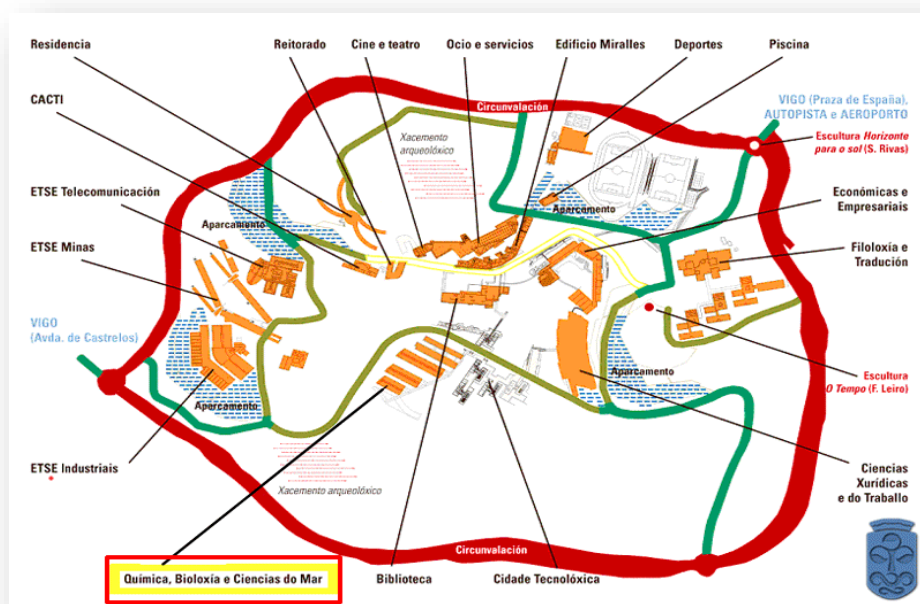 Residencia
Reitorado
Cine e teatro
Ocio e servicios
Edificio Miralles
Deportes
Piscina
CACTI
Circunvalación
VIGO (Praza de España),
AUTOPISTA e AEROPORTO
Escultura Horizonte
para o sol (S. Rivas)
Xacemento
arqueolóxico
ETSE Telecomunicación
Aparcamento
Aparcamento
Económicas e
Empresariais
ETSE Minas
Filoloxía e
Tradución
VIGO
(Avda. de Castrelos)
Aparcamento
Escultura
O Tempo (F. Leiro)
Aparcamento
ETSE Industriais
Xacemento arqueolóxico
Ciencias
Xurídicas
e do Traballo
Circunvalación
Química, Bioloxía e Ciencias do Mar
Biblioteca
Cidade Tecnolóxica